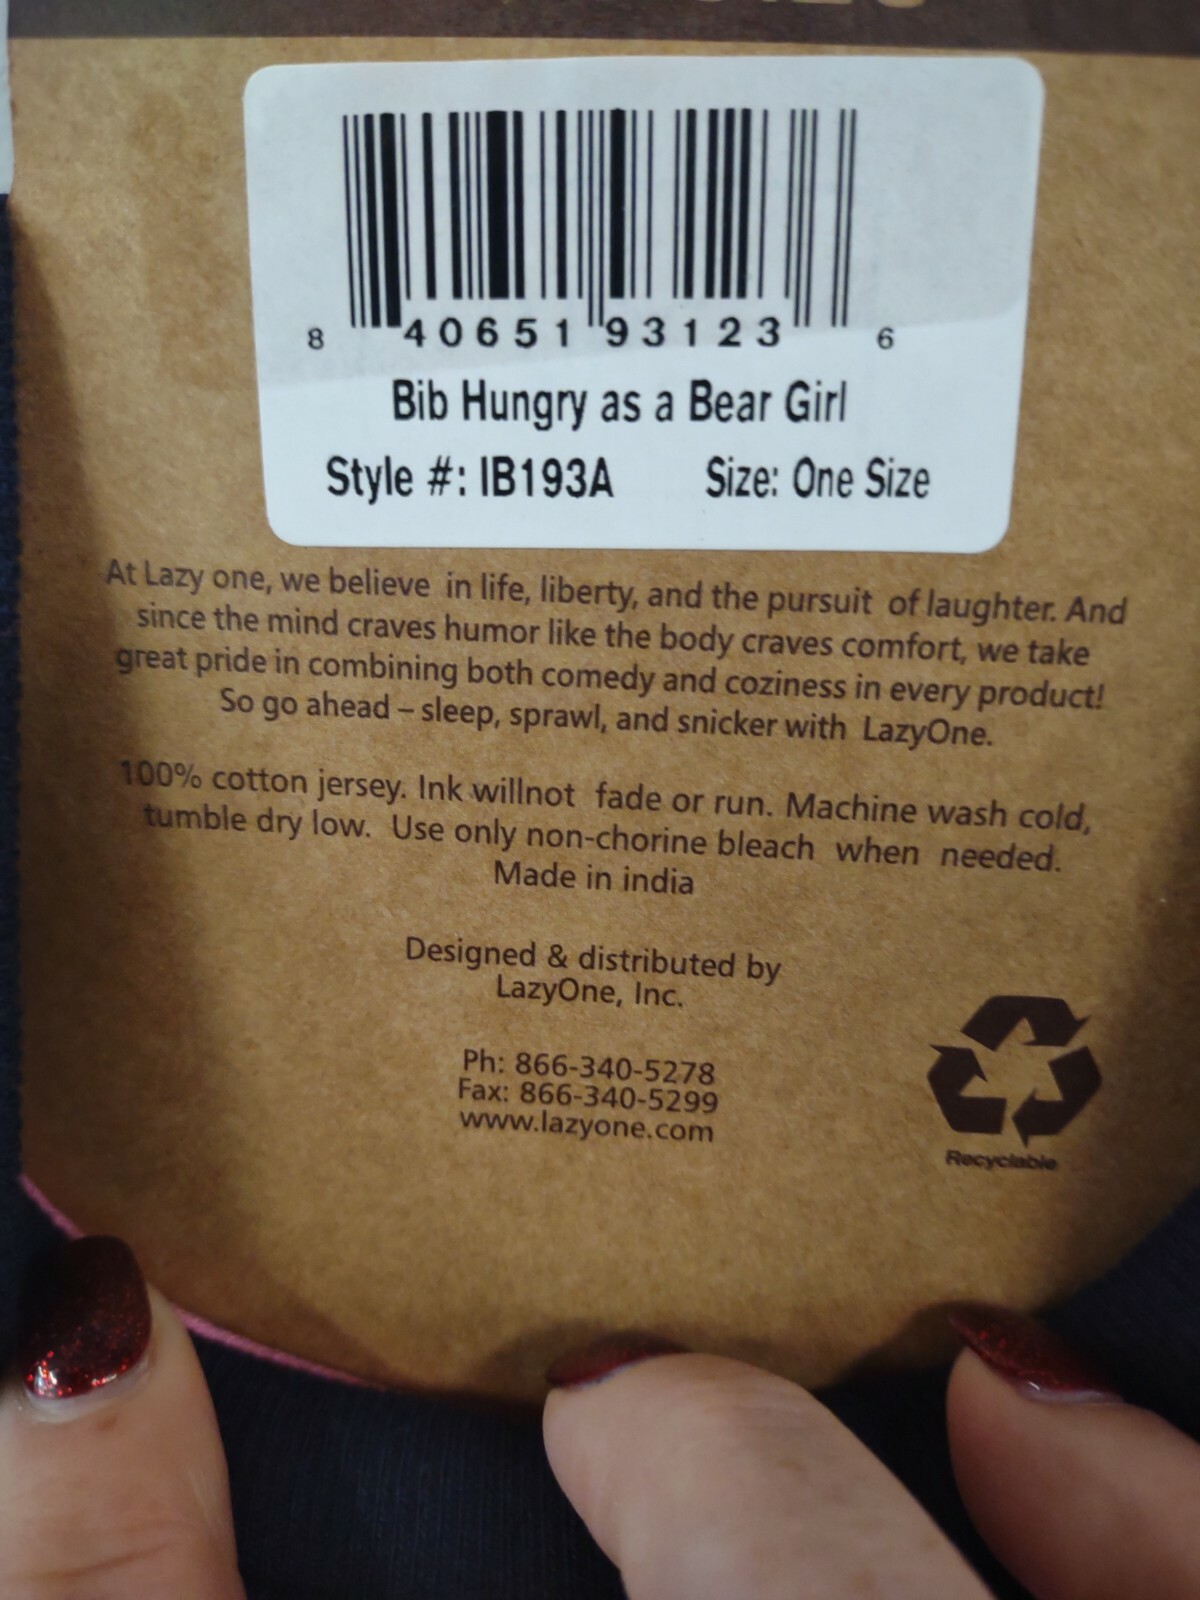 8 40651 93123 6
Bib Hungry as a Bear Girl
Style #: IB193A Size: One Size
At Lazy one, we believe in life, liberty, and the pursuit of laughter. And
since the mind craves humor like the body craves comfort, we take
great pride in combining both comedy and coziness in every product!
So go ahead – sleep, sprawl, and snicker with LazyOne.
100% cotton jersey. Ink willnot fade or run. Machine wash cold,
tumble dry low. Use only non-chorine bleach when needed.
Made in india
Designed & distributed by
LazyOne, Inc.
Ph: 866-340-5278
Fax: 866-340-5299
www.lazyone.com
Recyclable